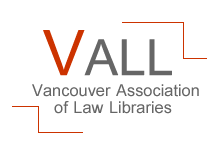 VALL
Vancouver Association
of Law Libraries